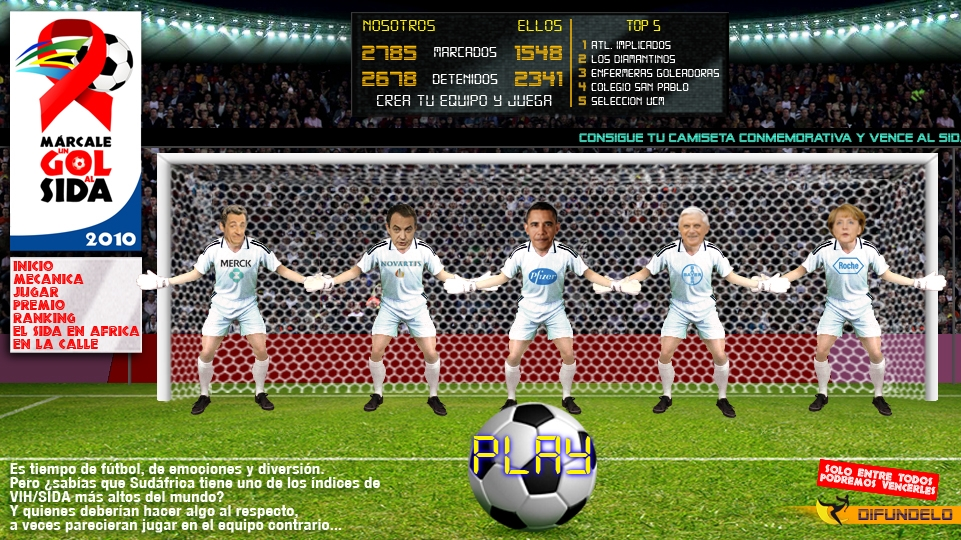 NOSOTROS ELLOS TOP 5
2785 MARCADOS 1548
2678 DETENIDOS 2341
CREA TU EQUIPO Y JUEGA
1 ATL. IMPLICADOS
2 LOS DIAMANTINOS
3 ENFERMERAS GOLEADORAS
4 COLEGIO SAN PABLO
5 SELECCION UCM
CONSIGUE TU CAMISETA CONMEMORATIVA Y VENCE AL SID
MÁRCALE
UN
GOL
AL
SIDA
2010
INICIO
MECANICA
JUGAR
PREMIO
RANKING
EL SIDA EN AFRICA
EN LA CALLE
MERCK
NOVARTIS
Pfizer
BAYER
Roche
PLAY
Es tiempo de fútbol, de emociones y diversión.
Pero ¿sabías que Sudáfrica tiene uno de los índices de
VIH/SIDA más altos del mundo?
Y quienes deberían hacer algo al respecto,
a veces parecieran jugar en el equipo contrario...
SOLO ENTRE TODOS
PODREMOS VENCERLES
DIFUNDELO